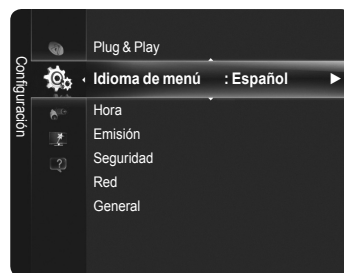 Configuración
Plug & Play
Idioma de menú : Español
Hora
Emisión
Seguridad
Red
General